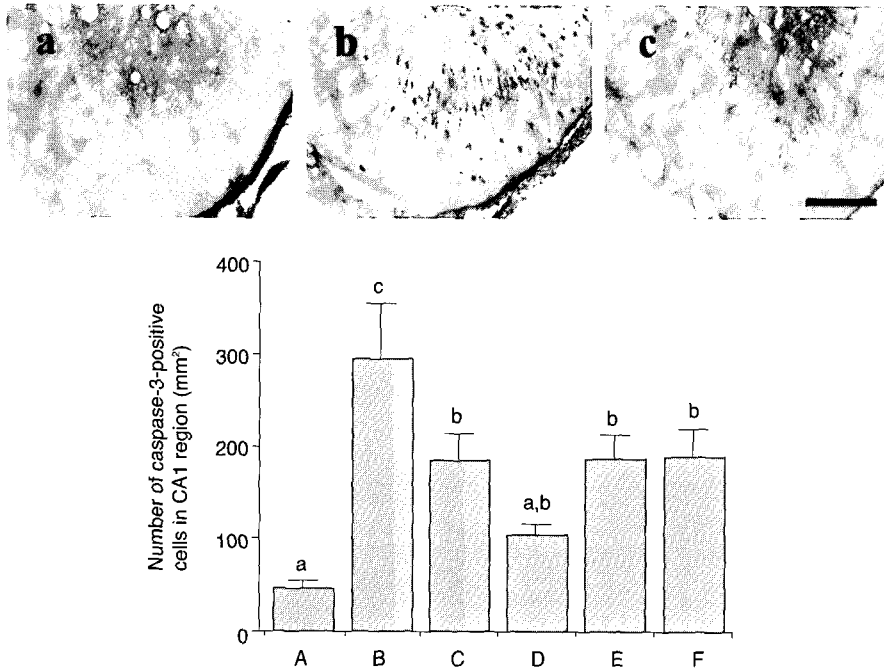 a b c
400
300
200
100
0
Number of caspase-3-positive
cells in CA1 region (mm²)
a
c
b
a,b
b
b
A B C D E F